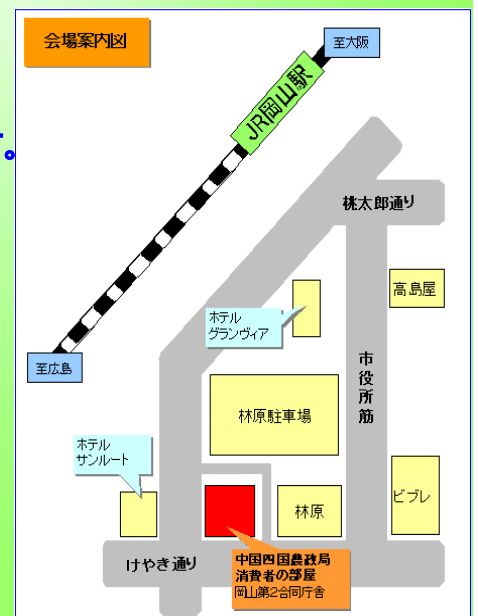 会場案内図
至大阪
JR岡山駅
。
桃太郎通り
高島屋
ホテル
グランヴィア
至広島
市役所筋
林原駐車場
ホテル
サンルート
ビブレ
林原
けやき通り
中国四国農政局
消費者の部屋
岡山第2合同庁舎